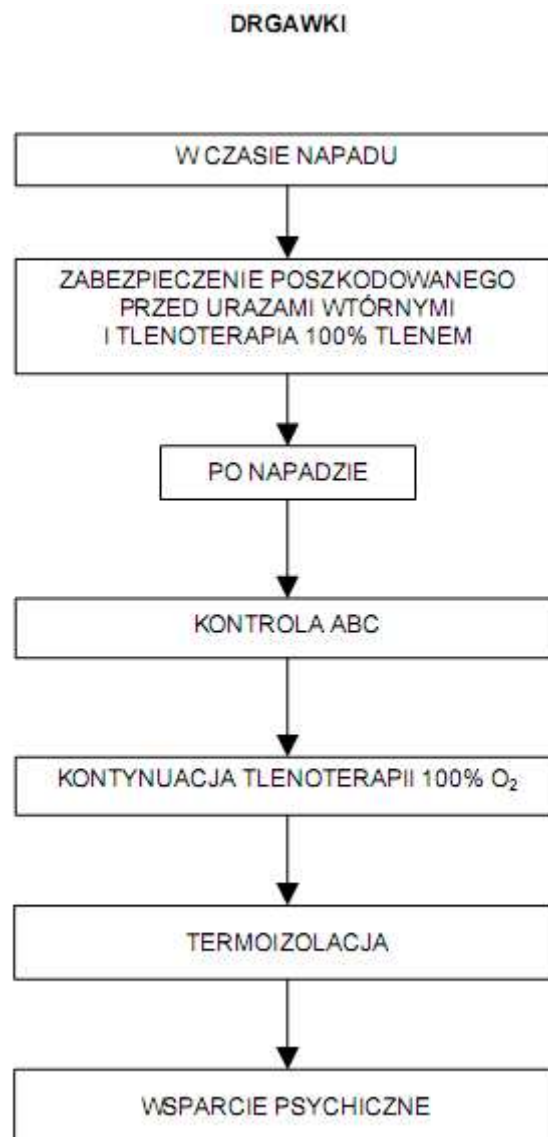 DRGAWKI
W CZASIE NAPADU
ZABEZPIECZENIE POSZKODOWANEGO
PRZED URAZAMI WTÓRNYMI
I TLENOTERAPIA 100% TLENEM
PO NAPADZIE
KONTROLA ABC
KONTYNUACJA TLENOTERAPII 100% O₂
TERMOIZOLACJA
WSPARCIE PSYCHICZNE